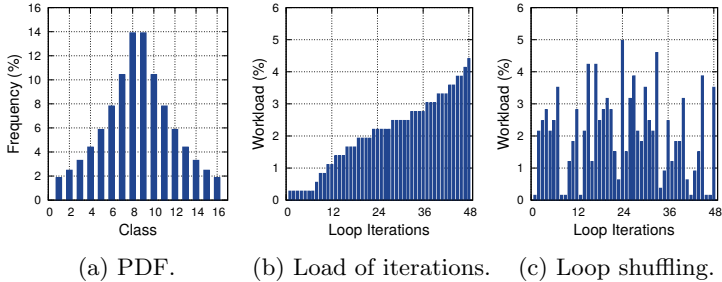 16
14
12
10
8
6
4
2
0
Frequency (%)
0 2 4 6 8 10 12 14 16
Class
6
5
4
3
2
1
0
Workload (%)
0 12 24 36 48
Loop Iterations
6
5
4
3
2
1
0
Workload (%)
0 12 24 36 48
Loop Iterations
(a) PDF. (b) Load of iterations. (c) Loop shuffling.